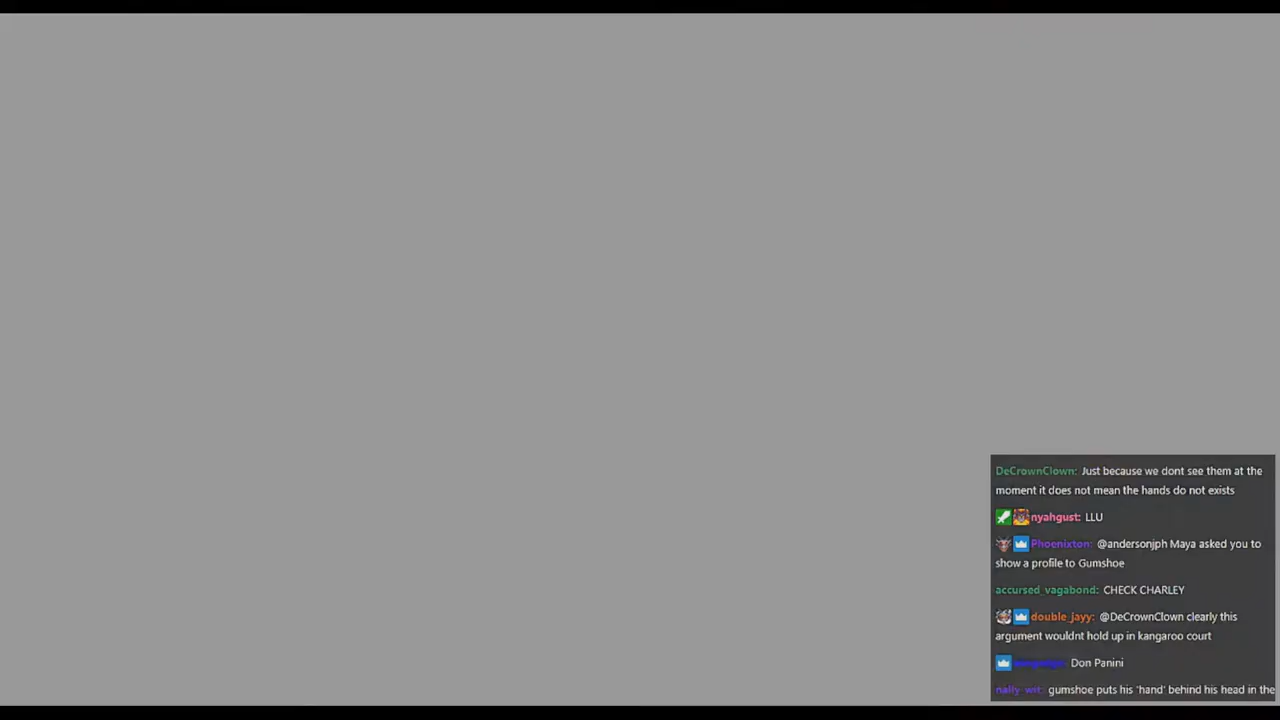 DeCrownClown: Just because we dont see them at the
moment it does not mean the hands do not exists
nyahgust: LLU
Phoenixton: @andersonjph Maya asked you to
show a profile to Gumshoe
accursed_vagabond: CHECK CHARLEY
double_jayy: @DeCrownClown clearly this
argument wouldnt hold up in kangaroo court
Don Panini
nally_wit: gumshoe puts his 'hand' behind his head in the